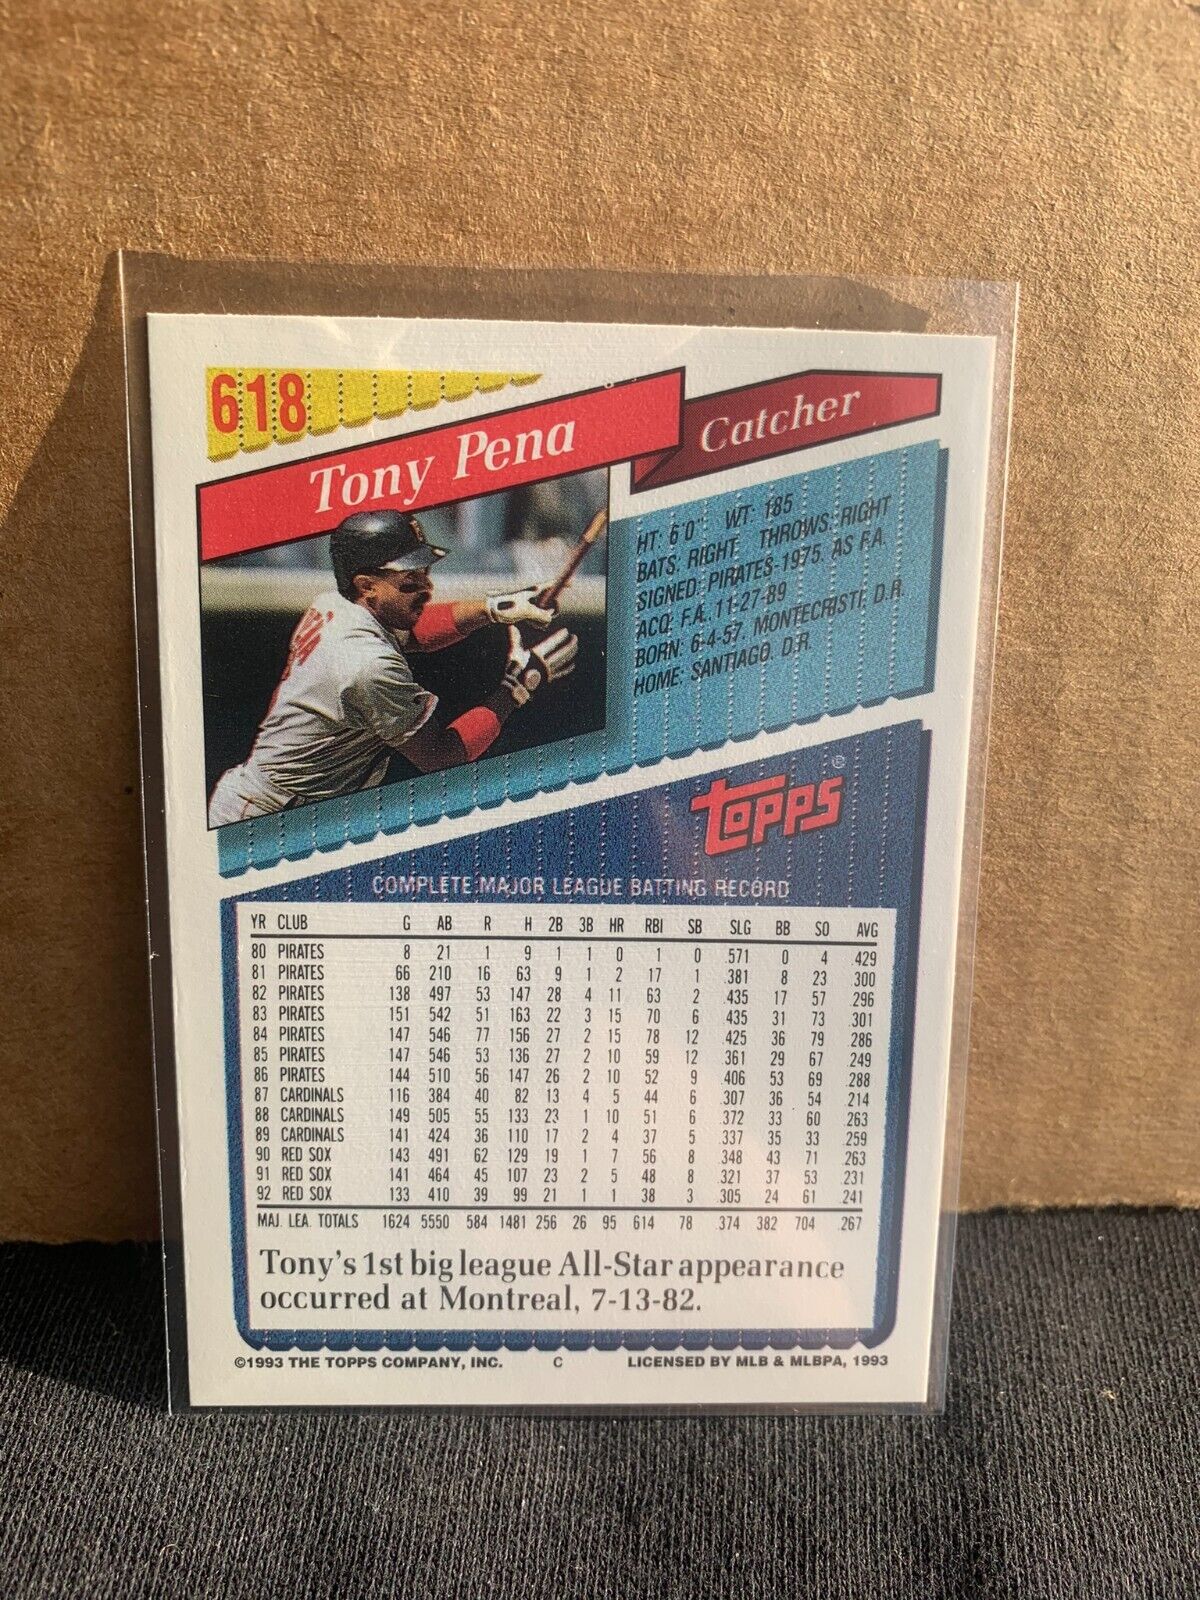 618
Tony Pena
Catcher
HT: 6'0" WT: 185
BATS: RIGHT THROWS: RIGHT
SIGNED: PIRATES-1975, AS F.A.
ACQ: F.A., 11-27-89
BORN: 6-4-57, MONTECRISTE, D.R.
HOME: SANTIAGO, D.R.
TOPPS®
COMPLETE MAJOR LEAGUE BATTING RECORD
YR CLUB G AB R H 2B 3B HR RBI SB SLG BB SO AVG
80 PIRATES 8 21 1 9 1 1 0 1 0 .571 0 4 .429
81 PIRATES 66 210 16 63 9 1 2 17 1 .381 8 23 .300
82 PIRATES 138 497 53 147 28 4 11 63 2 .435 17 57 .296
83 PIRATES 151 542 51 163 22 3 15 70 6 .435 31 73 .301
84 PIRATES 147 546 77 156 27 2 15 78 12 .425 36 79 .286
85 PIRATES 147 546 53 136 27 2 10 59 12 .361 29 67 .249
86 PIRATES 144 510 56 147 26 2 10 52 9 .406 53 69 .288
87 CARDINALS 116 384 40 82 13 4 5 44 6 .307 36 54 .214
88 CARDINALS 149 505 55 133 23 1 10 51 6 .372 33 60 .263
89 CARDINALS 141 424 36 110 17 2 4 37 5 .337 35 33 .259
90 RED SOX 143 491 62 129 19 1 7 56 8 .348 43 71 .263
91 RED SOX 141 464 45 107 23 2 5 48 8 .321 37 53 .231
92 RED SOX 133 410 39 99 21 1 1 38 3 .305 24 61 .241
MAJ. LEA. TOTALS 1624 5550 584 1481 256 26 95 614 78 .374 382 704 .267
Tony's 1st big league All-Star appearance
occurred at Montreal, 7-13-82.
©1993 THE TOPPS COMPANY, INC. C LICENSED BY MLB & MLBPA, 1993